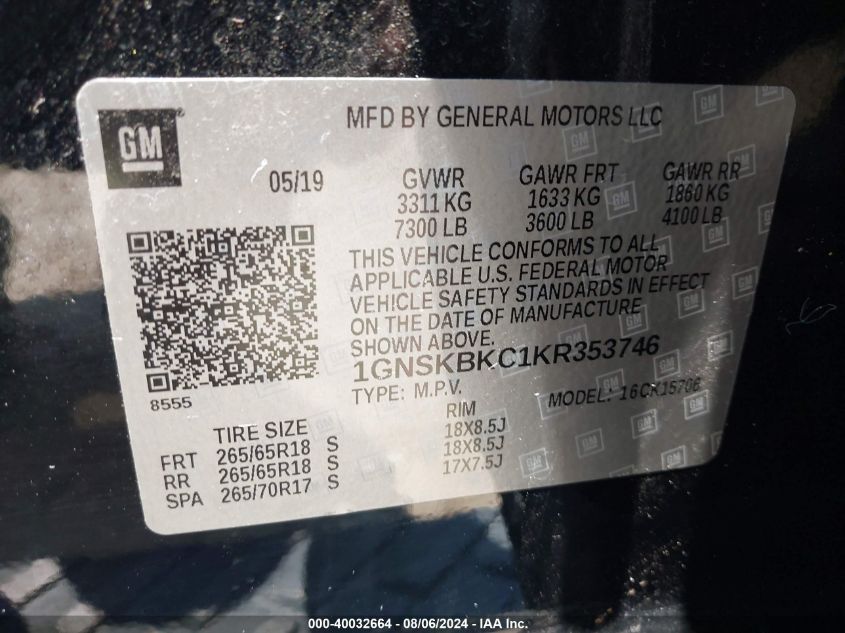 GM
MFD BY GENERAL MOTORS LLC
05/19
GVWR GAWR FRT GAWR RR
3311 KG 1633 KG 1860 KG
7300 LB 3600 LB 4100 LB
THIS VEHICLE CONFORMS TO ALL
APPLICABLE U.S. FEDERAL MOTOR
VEHICLE SAFETY STANDARDS IN EFFECT
ON THE DATE OF MANUFACTURE
SHOWN ABOVE.
1GNSKBKC1KR353746
TYPE: M.P.V. MODEL: 16CK15706
8555
TIRE SIZE RIM
FRT 265/65R18 S 18X8.5J
RR 265/65R18 S 18X8.5J
SPA 265/70R17 S 17X7.5J
000-40032664 - 08/06/2024 - IAA Inc.